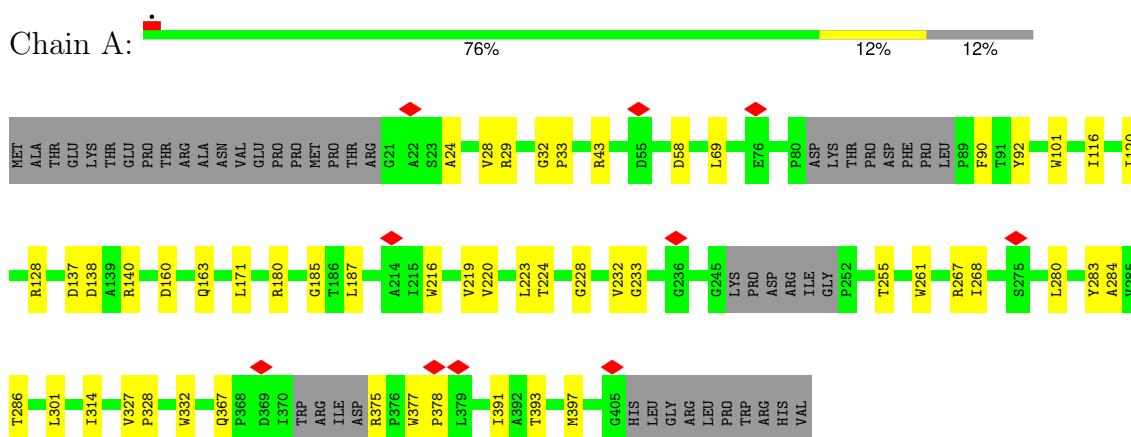 Chain A:
76% 12% 12%
MET ALA THR GLU LYS THR GLU PRO THR ARG ALA ASN VAL GLU PRO PRO MET PRO THR ARG G21 A22 S23 A24 V28 R29 G32 P33 R43 D55 D58 L69 E76 P80 ASP LYS THR PRO ASP PHE PRO LEU P89 F90 T91 Y92 W101 I116 I120
R128 D137 D138 A139 R140 D160 Q163 L171 R180 G185 T186 L187 A214 I215 W216 V219 V220 L223 T224 G228 V232 G233 G236 G245 LYS PRO ASP ARG ILE GLY P252 T255 W261 R267 I268 S275 L280 Y283 A284 V285
T286 L301 I314 V327 P328 W332 Q367 P368 D369 I370 TRP ARG ILE ASP R375 P376 W377 P378 L379 I391 A392 T393 M397 G405 HIS LEU GLY ARG LEU PRO TRP ARG HIS VAL